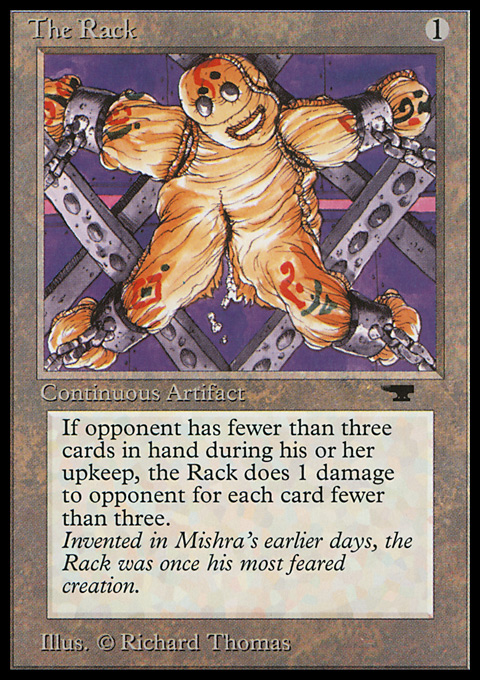 The Rack 1
Continuous Artifact
If opponent has fewer than three
cards in hand during his or her
upkeep, the Rack does 1 damage
to opponent for each card fewer
than three.
Invented in Mishra's earlier days, the
Rack was once his most feared
creation.
Illus. © Richard Thomas